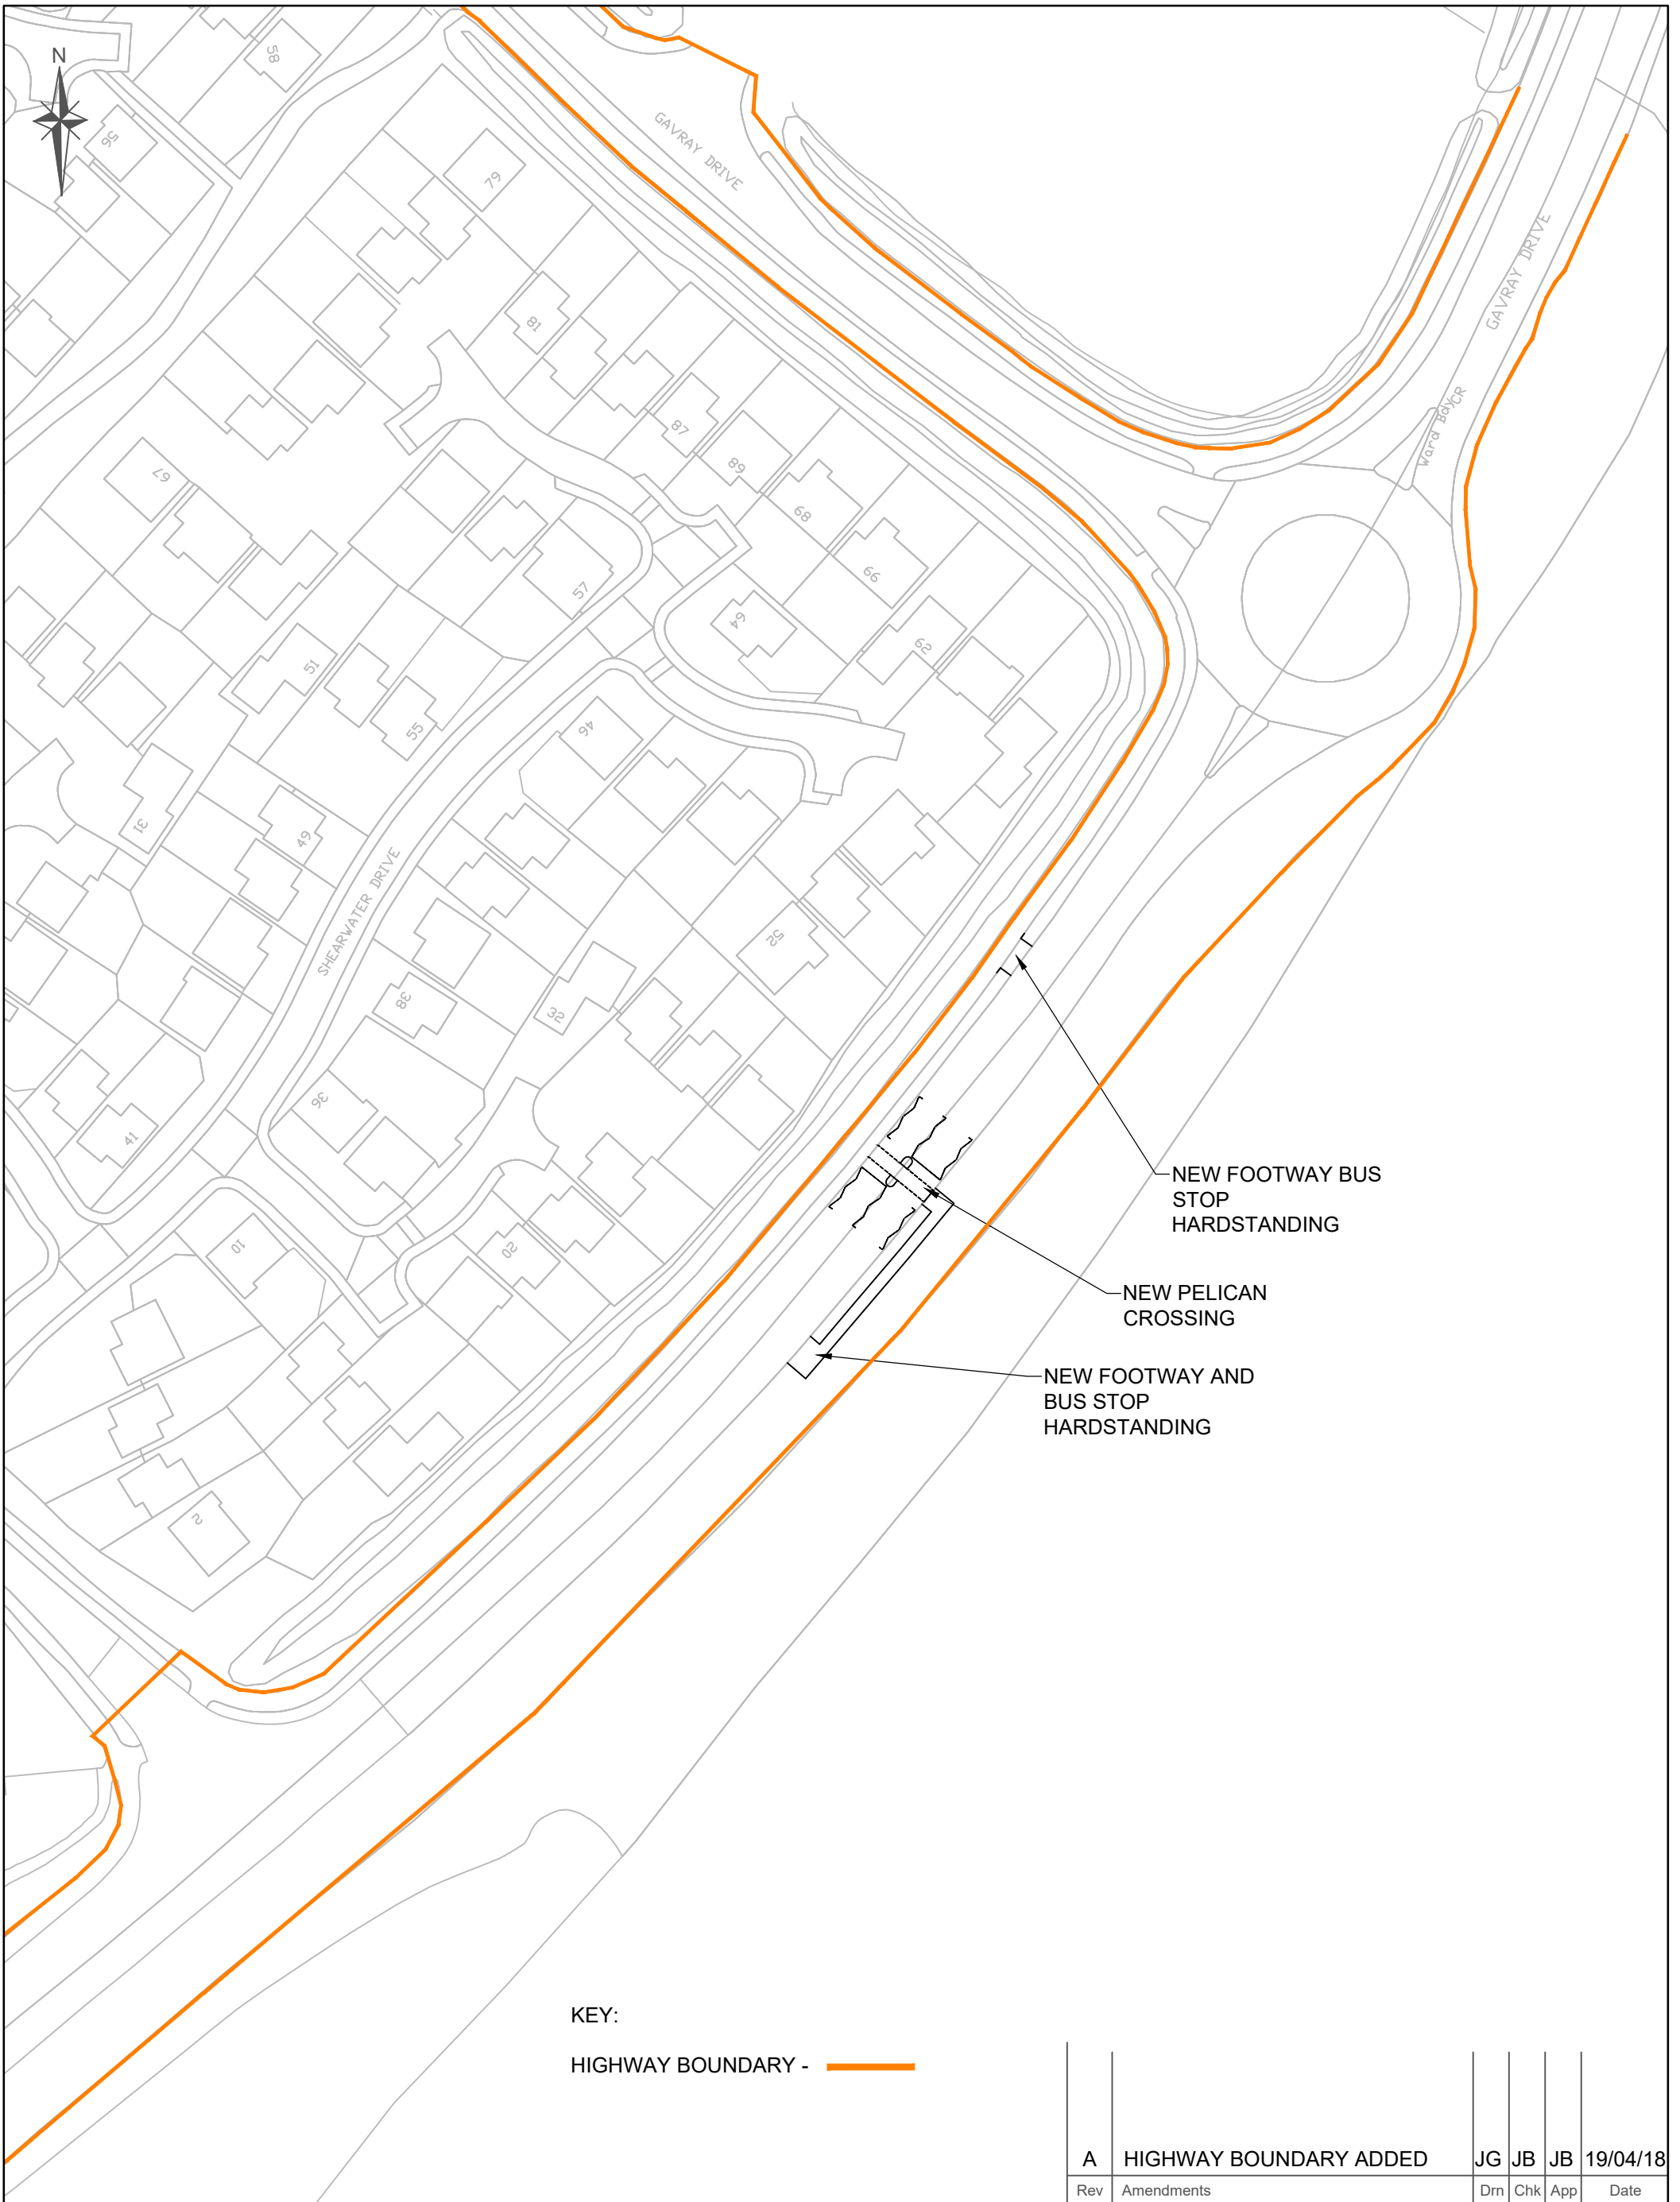 N
58
56
GAVRAY DRIVE
79
GAVRAY DRIVE
81
Ward Bdy
CR
87
89
67
68
66
57
64
62
51
55
46
31
49
SHEARWATER DRIVE
52
38
35
36
41
10
20
2
NEW FOOTWAY BUS
STOP
HARDSTANDING
NEW PELICAN
CROSSING
NEW FOOTWAY AND
BUS STOP
HARDSTANDING
KEY:
HIGHWAY BOUNDARY -
A HIGHWAY BOUNDARY ADDED JG JB JB 19/04/18
Rev Amendments Drn Chk App Date